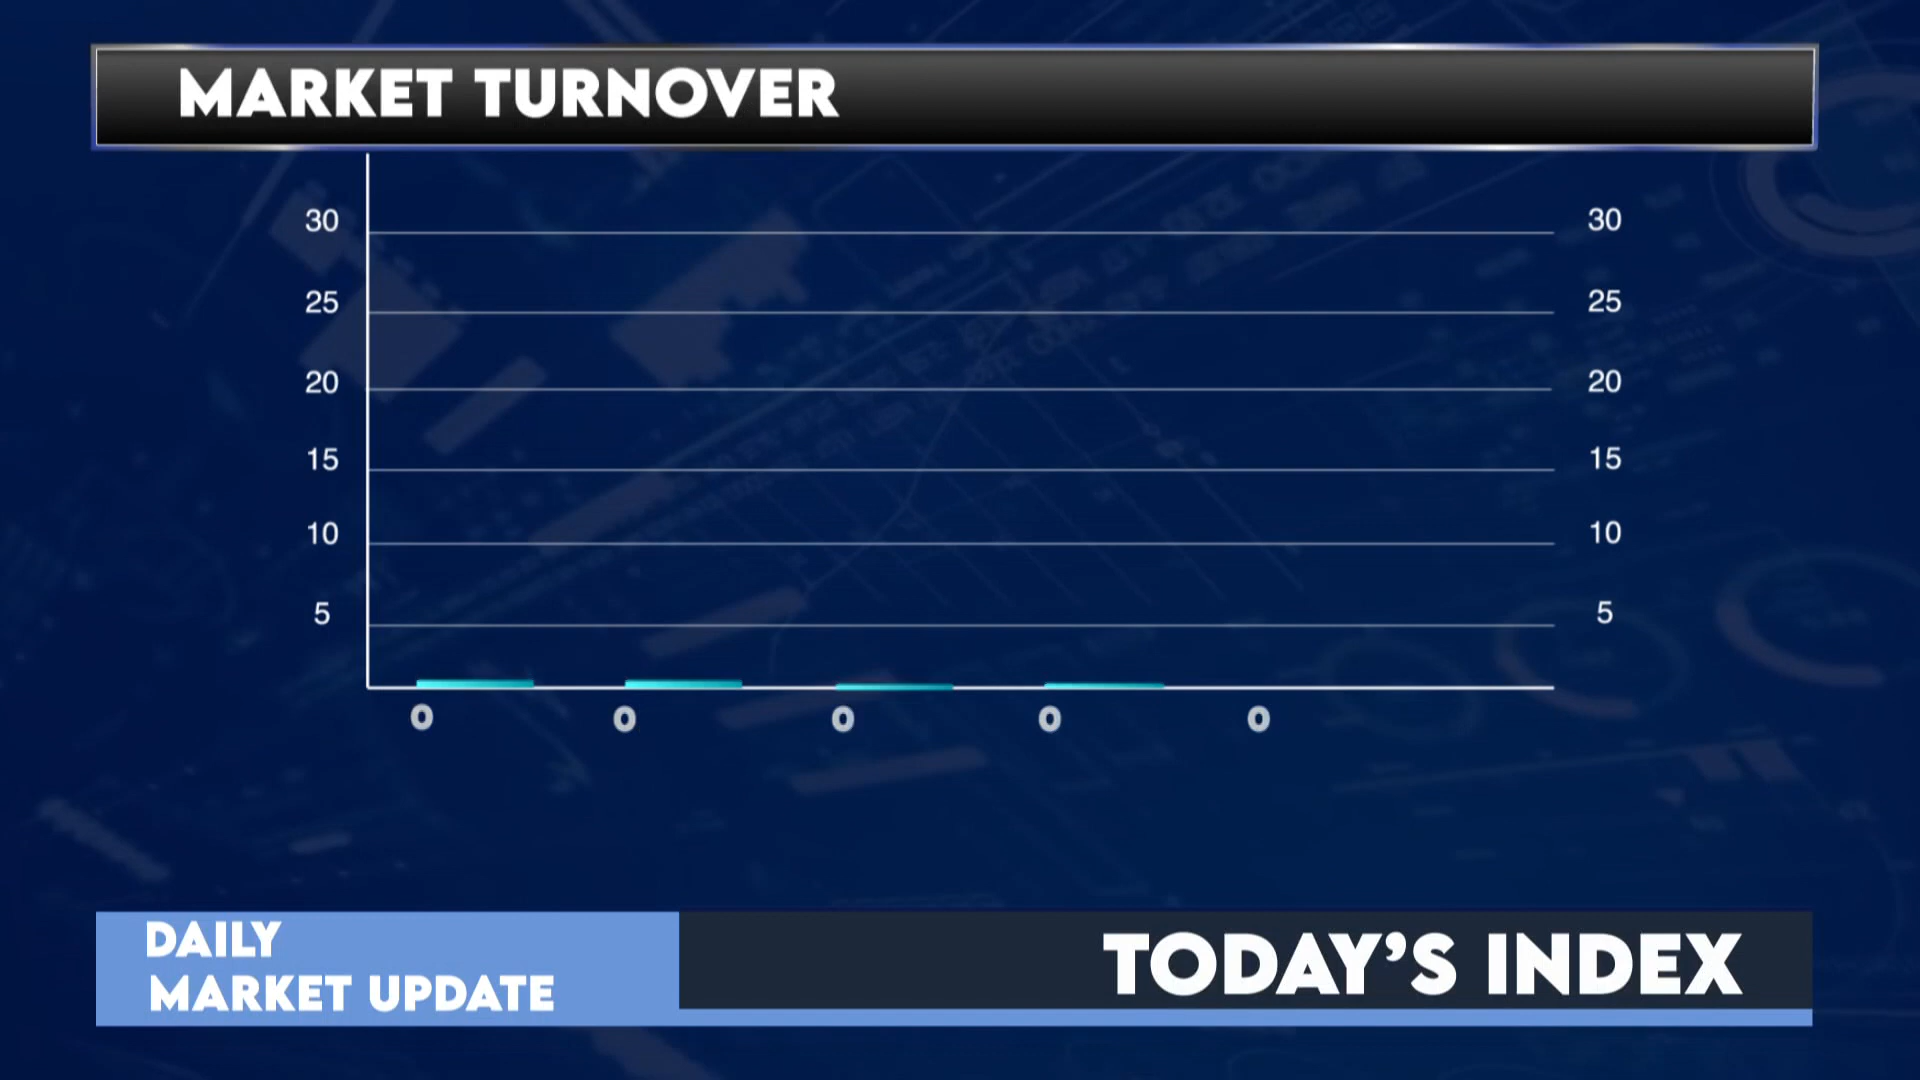 MARKET TURNOVER
30 30
25 25
20 20
15 15
10 10
5 5
0 0 0 0 0
DAILY
MARKET UPDATE
TODAY'S INDEX